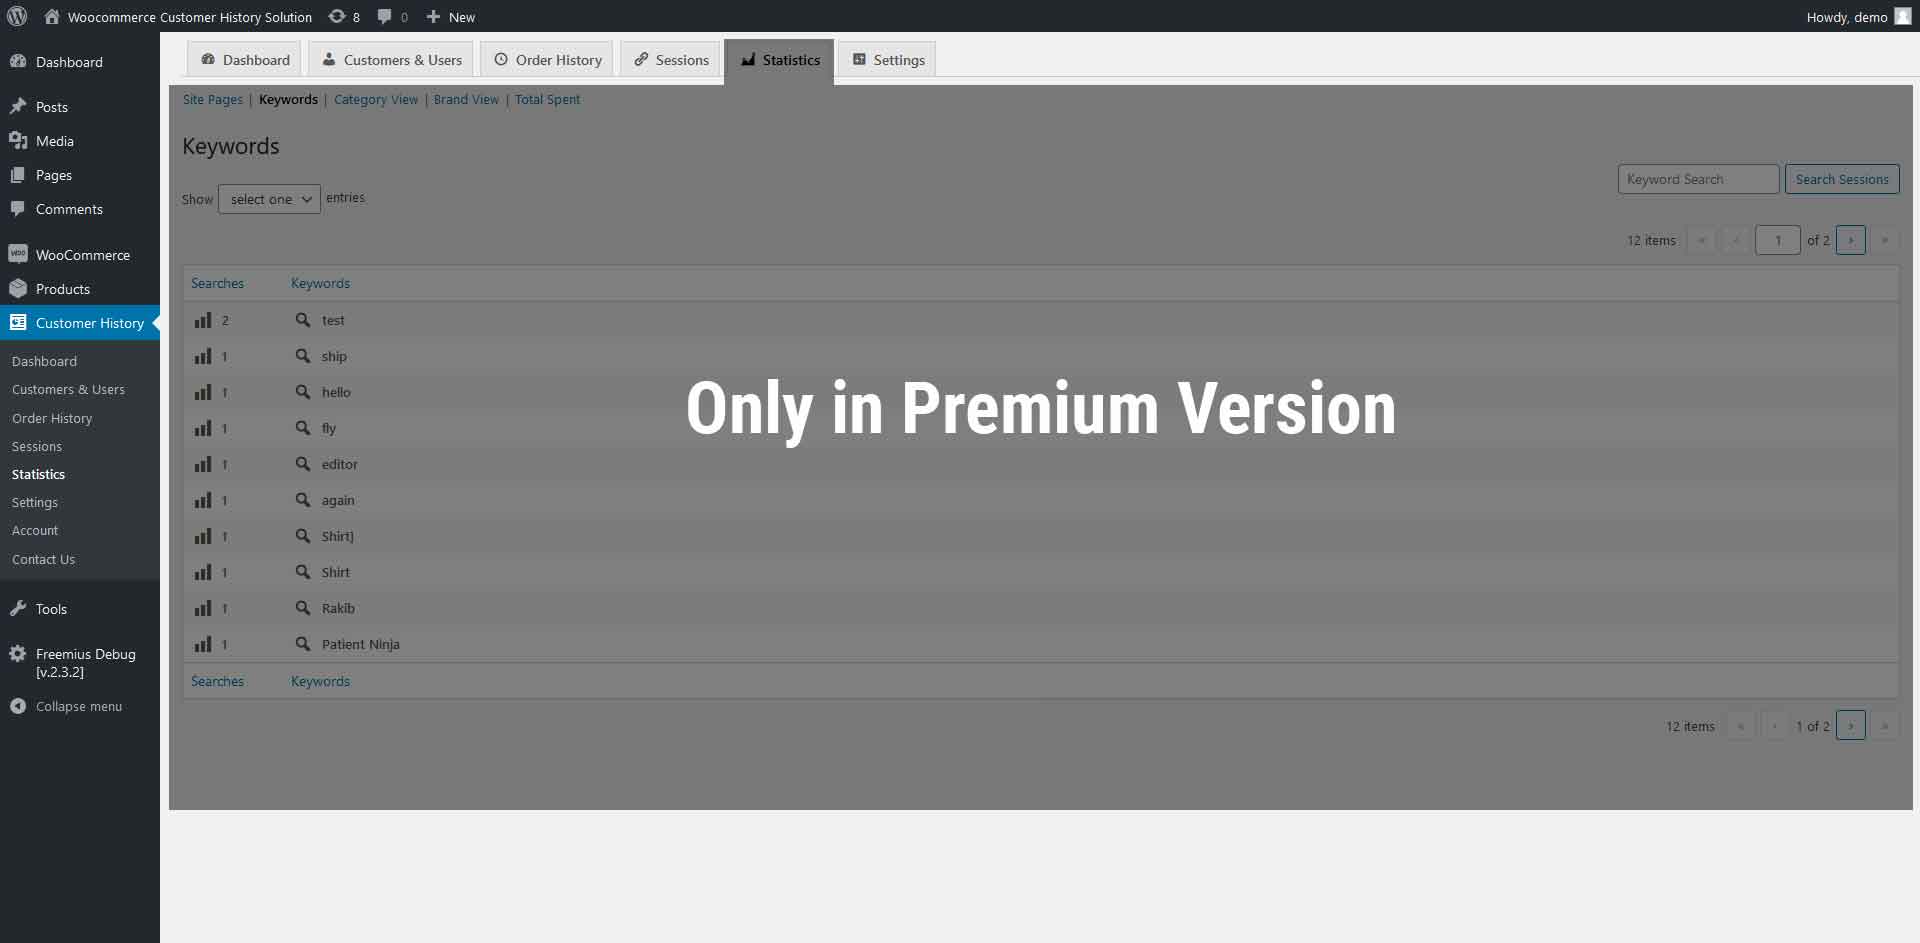 Woocommerce Customer History Solution 8 0 New Howdy, demo
Dashboard
Posts
Media
Pages
Comments
WOO WooCommerce
Products
Customer History
Dashboard
Customers & Users
Order History
Sessions
Statistics
Settings
Account
Contact Us
Tools
Freemius Debug
[v.2.3.2]
Collapse menu
Dashboard Customers & Users Order History Sessions Statistics Settings
Site Pages | Keywords | Category View | Brand View | Total Spent
Keywords
Keyword Search Search Sessions
Show select one entries
12 items « ‹ 1 of 2 › »
Searches Keywords
2 test
1 ship
1 hello
1 fly
1 editor
1 again
1 Shirt]
1 Shirt
1 Rakib
1 Patient Ninja
Searches Keywords
12 items « ‹ 1 of 2 › »
Only in Premium Version